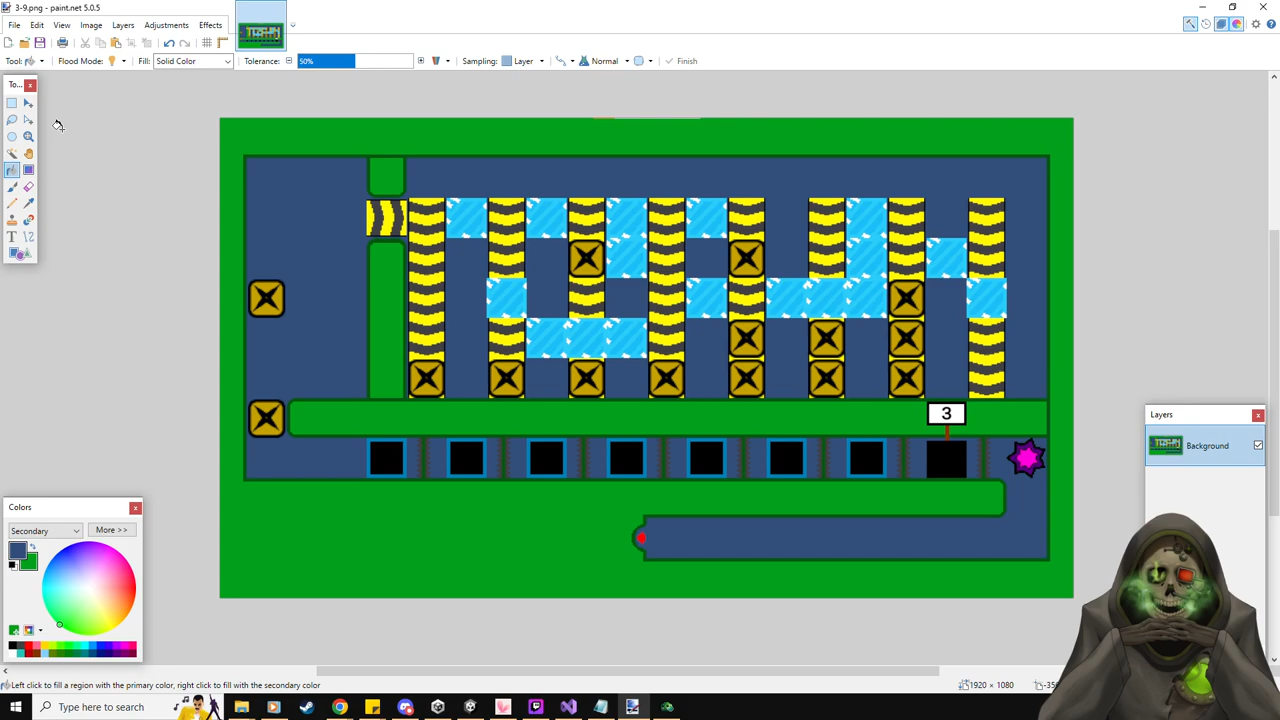 3-9.png - paint.net 5.0.5
File Edit View Image Layers Adjustments Effects
Tool: Flood Mode: Fill: Solid Color Tolerance: 50% Sampling: Layer Normal Finish
To...
3
Layers
Background
Colors
Secondary More >>
Left click to fill a region with the primary color, right click to fill with the secondary color
1920 × 1080
Type here to search